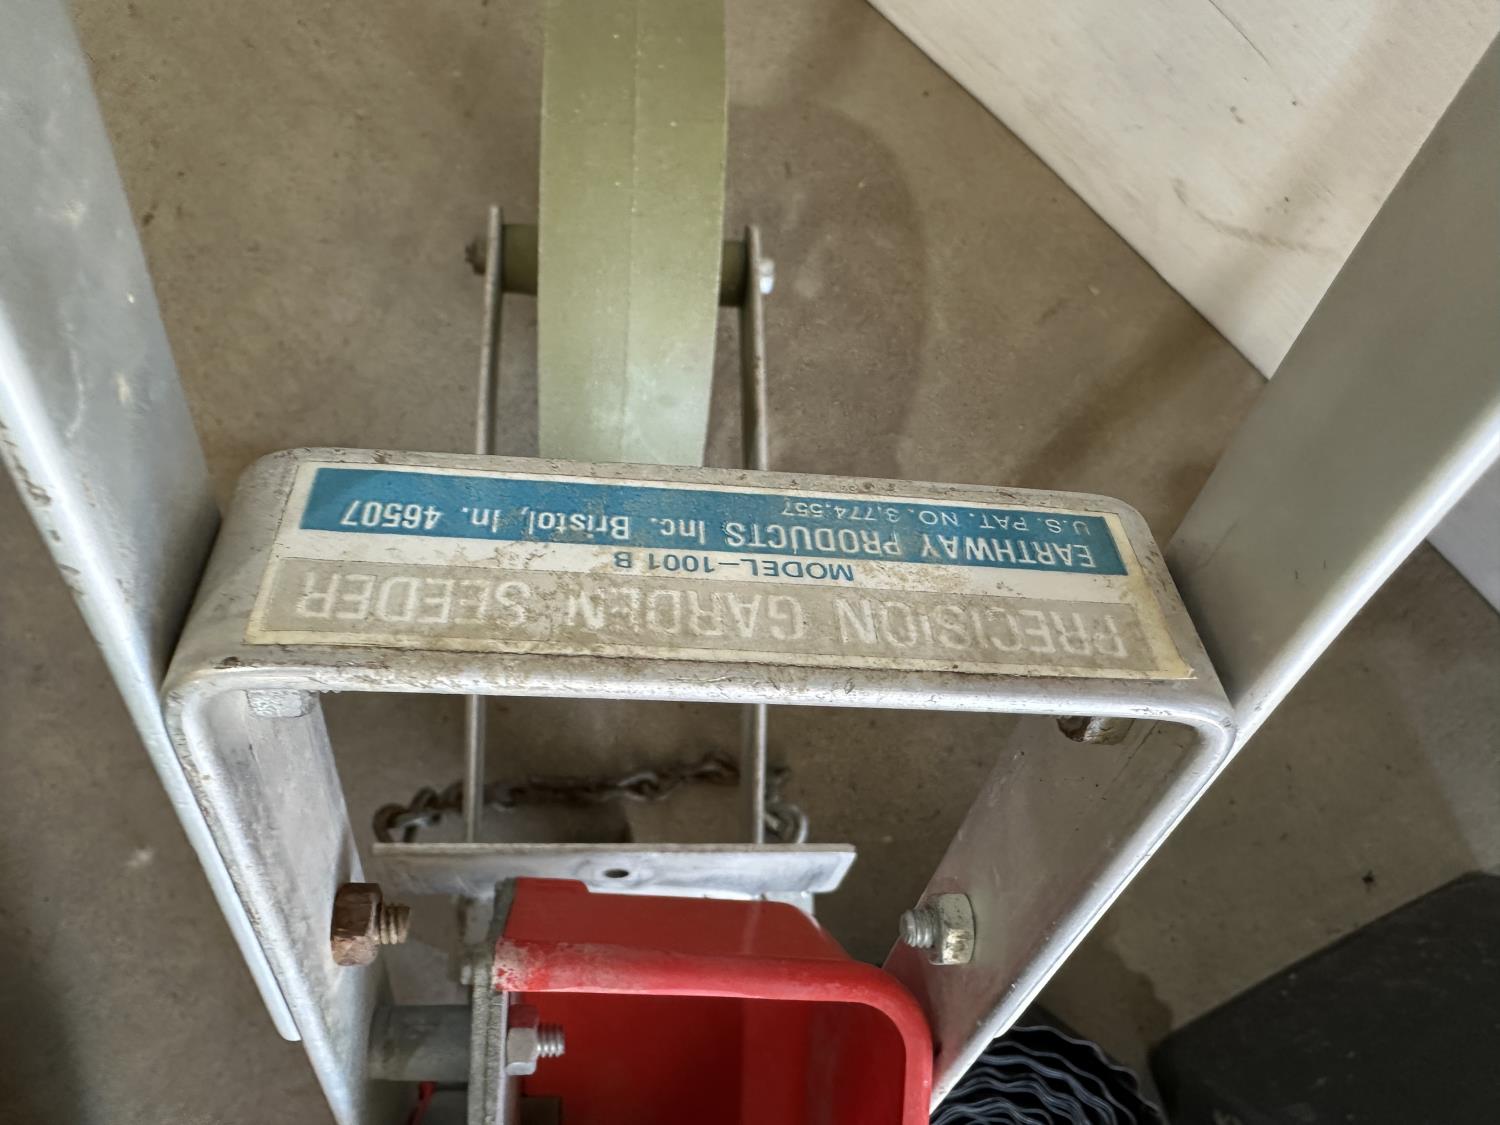 PRECISION GARDEN SEEDER
MODEL-1001 B
EARTHWAY PRODUCTS Inc. Bristol, In. 46507
U.S. PAT. NO. 3,774,557